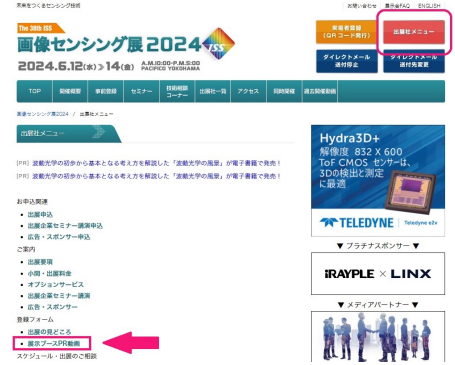 未来をつくるセンシング技術
お問い合わせ 展示会FAQ ENGLISH
The 30th ISS
画像センシング展 2024
ISS
2024.6.12(水)≫14(金) A.M.10:00-P.M.5:00
PACIFICO YOKOHAMA
来場者登録
(QRコード発行)
出展社メニュー
ダイレクトメール
送付停止
ダイレクトメール
送付先変更
TOP 開催概要 事前登録 セミナー 技術相談
コーナー 出展社一覧 アクセス 同時開催 過去開催動画
画像センシング展2024 / 出展社メニュー
出展社メニュー
[PR] 波動光学の初歩から基本となる考え方を解説した「波動光学の風景」が電子書籍で発売！
[PR] 波動光学の初歩から基本となる考え方を解説した「波動光学の風景」が電子書籍で発売！
お申込関連
出展申込
出展企業セミナー聴講申込
広告・スポンサー申込
ご案内
出展要項
小間・出展料金
オプションサービス
出展企業セミナー聴講
広告・スポンサー
登録フォーム
出展の見どころ
展示ブースPR動画
スケジュール・出展のご相談
Hydra3D+
解像度 832 X 600
ToF CMOS センサーは、
3Dの検出と測定
に最適
TELEDYNE Teledyne e2v
▼ プラチナスポンサー ▼
iRAYPLE × LINX
▼ メディアパートナー ▼